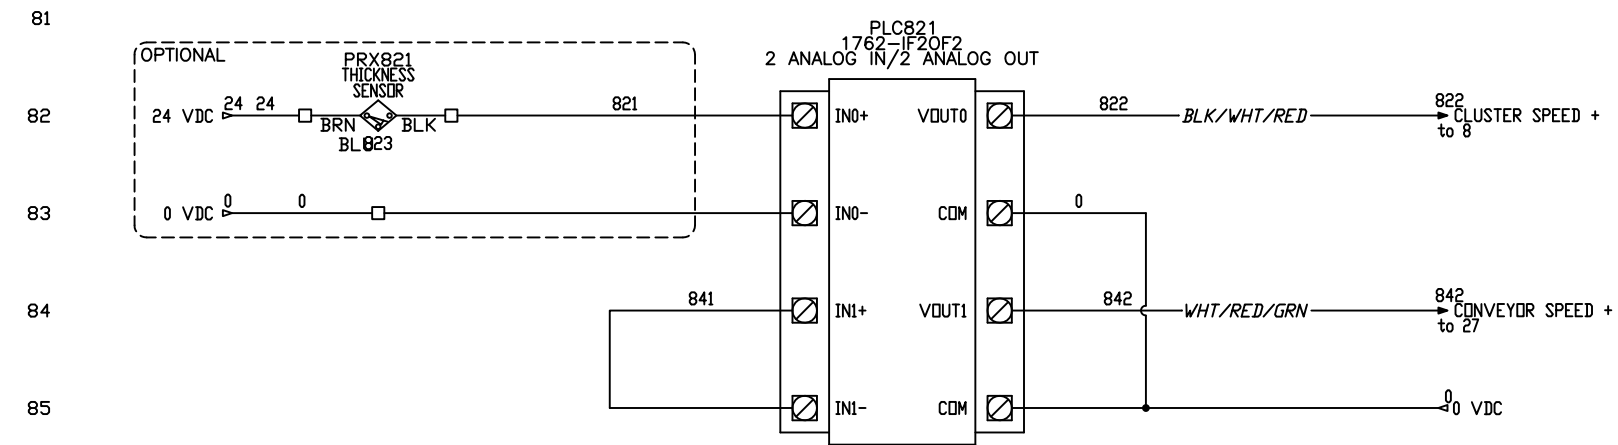 81
PLC821
1762-IF2OF2
2 ANALOG IN/2 ANALOG OUT
OPTIONAL
PRX821
THICKNESS
SENSOR
82
24 VDC
24
24
BRN
BLK
823
821
IN0+
VOUT0
822
BLK/WHT/RED
822
CLUSTER SPEED +
to 8
83
0 VDC
0
0
IN0-
COM
0
84
841
IN1+
VOUT1
842
WHT/RED/GRN
842
CONVEYOR SPEED +
to 27
85
IN1-
COM
0
0 VDC